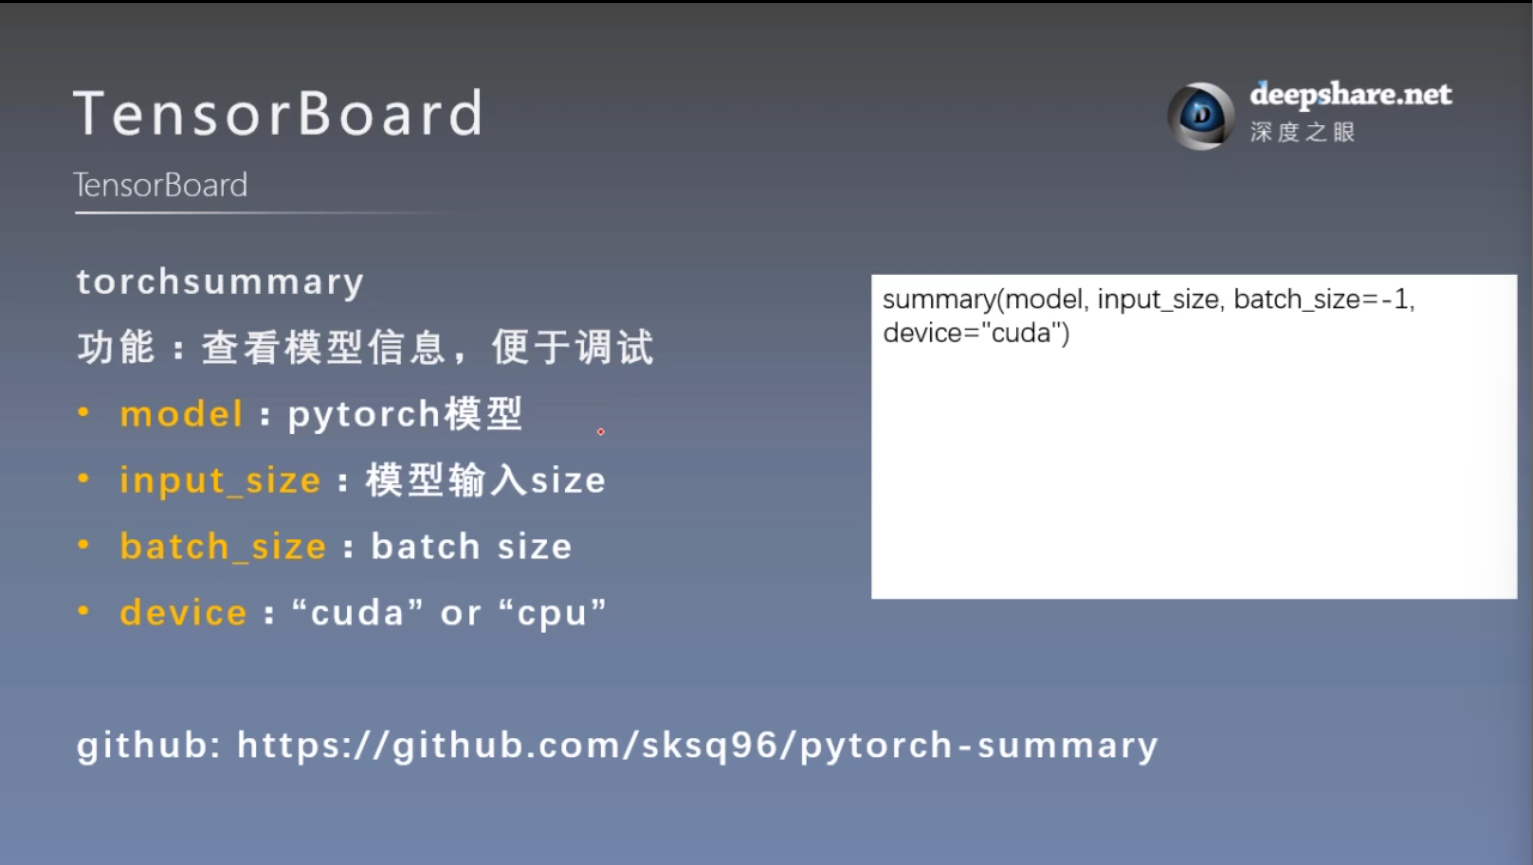 TensorBoard
deepshare.net
深度之眼
TensorBoard
torchsummary
功能：查看模型信息，便于调试
• model：pytorch模型
• input_size：模型输入size
• batch_size：batch size
• device：“cuda” or “cpu”
summary(model, input_size, batch_size=-1,
device="cuda")
github: https://github.com/sksq96/pytorch-summary